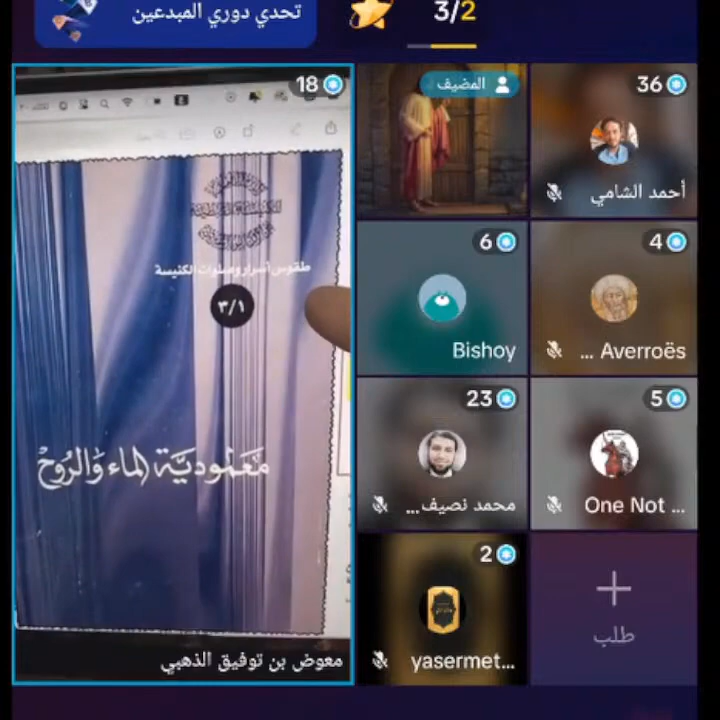 تحدي دوري المبدعين
3/2
18
طقوس أسرار وصلوات الكنيسة
٣/١
معمودية الماء والروح
معوض بن توفيق الذهبي
المضيف
36
أحمد الشامي
6
Bishoy
4
Averroës ...
23
محمد نصيف...
5
One Not ...
2
yasermet...
طلب